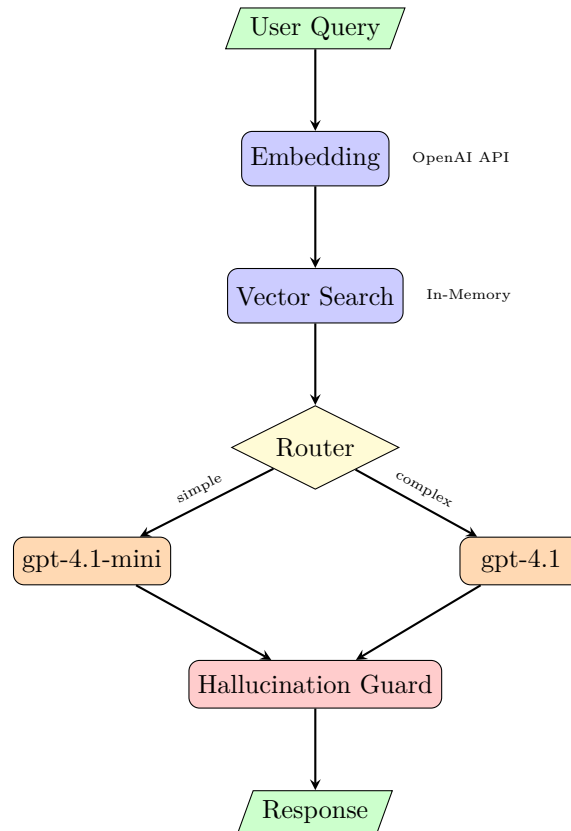 User Query
Embedding
OpenAI API
Vector Search
In-Memory
Router
simple
complex
gpt-4.1-mini
gpt-4.1
Hallucination Guard
Response